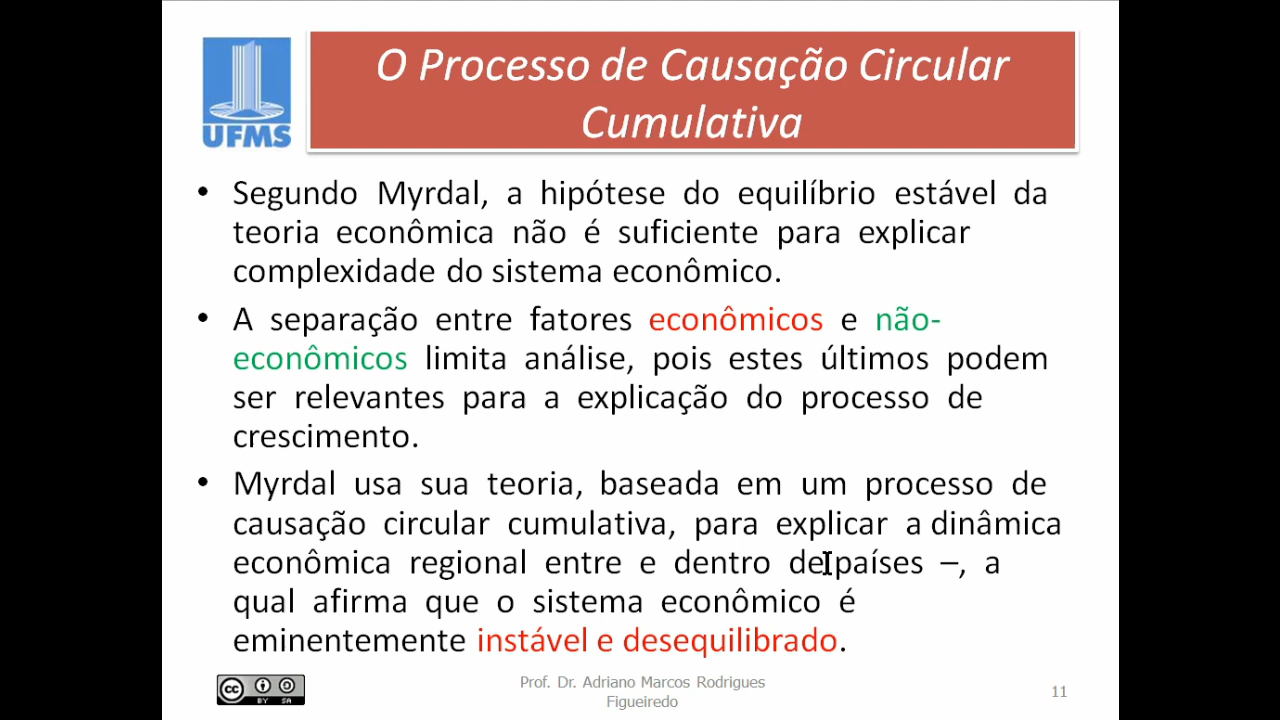 O Processo de Causação Circular
Cumulativa
UFMS
• Segundo Myrdal, a hipótese do equilíbrio estável da
teoria econômica não é suficiente para explicar
complexidade do sistema econômico.
• A separação entre fatores econômicos e não-
econômicos limita análise, pois estes últimos podem
ser relevantes para a explicação do processo de
crescimento.
• Myrdal usa sua teoria, baseada em um processo de
causação circular cumulativa, para explicar a dinâmica
econômica regional entre e dentro de países –, a
qual afirma que o sistema econômico é
eminentemente instável e desequilibrado.
cc BY SA
Prof. Dr. Adriano Marcos Rodrigues
Figueiredo
11